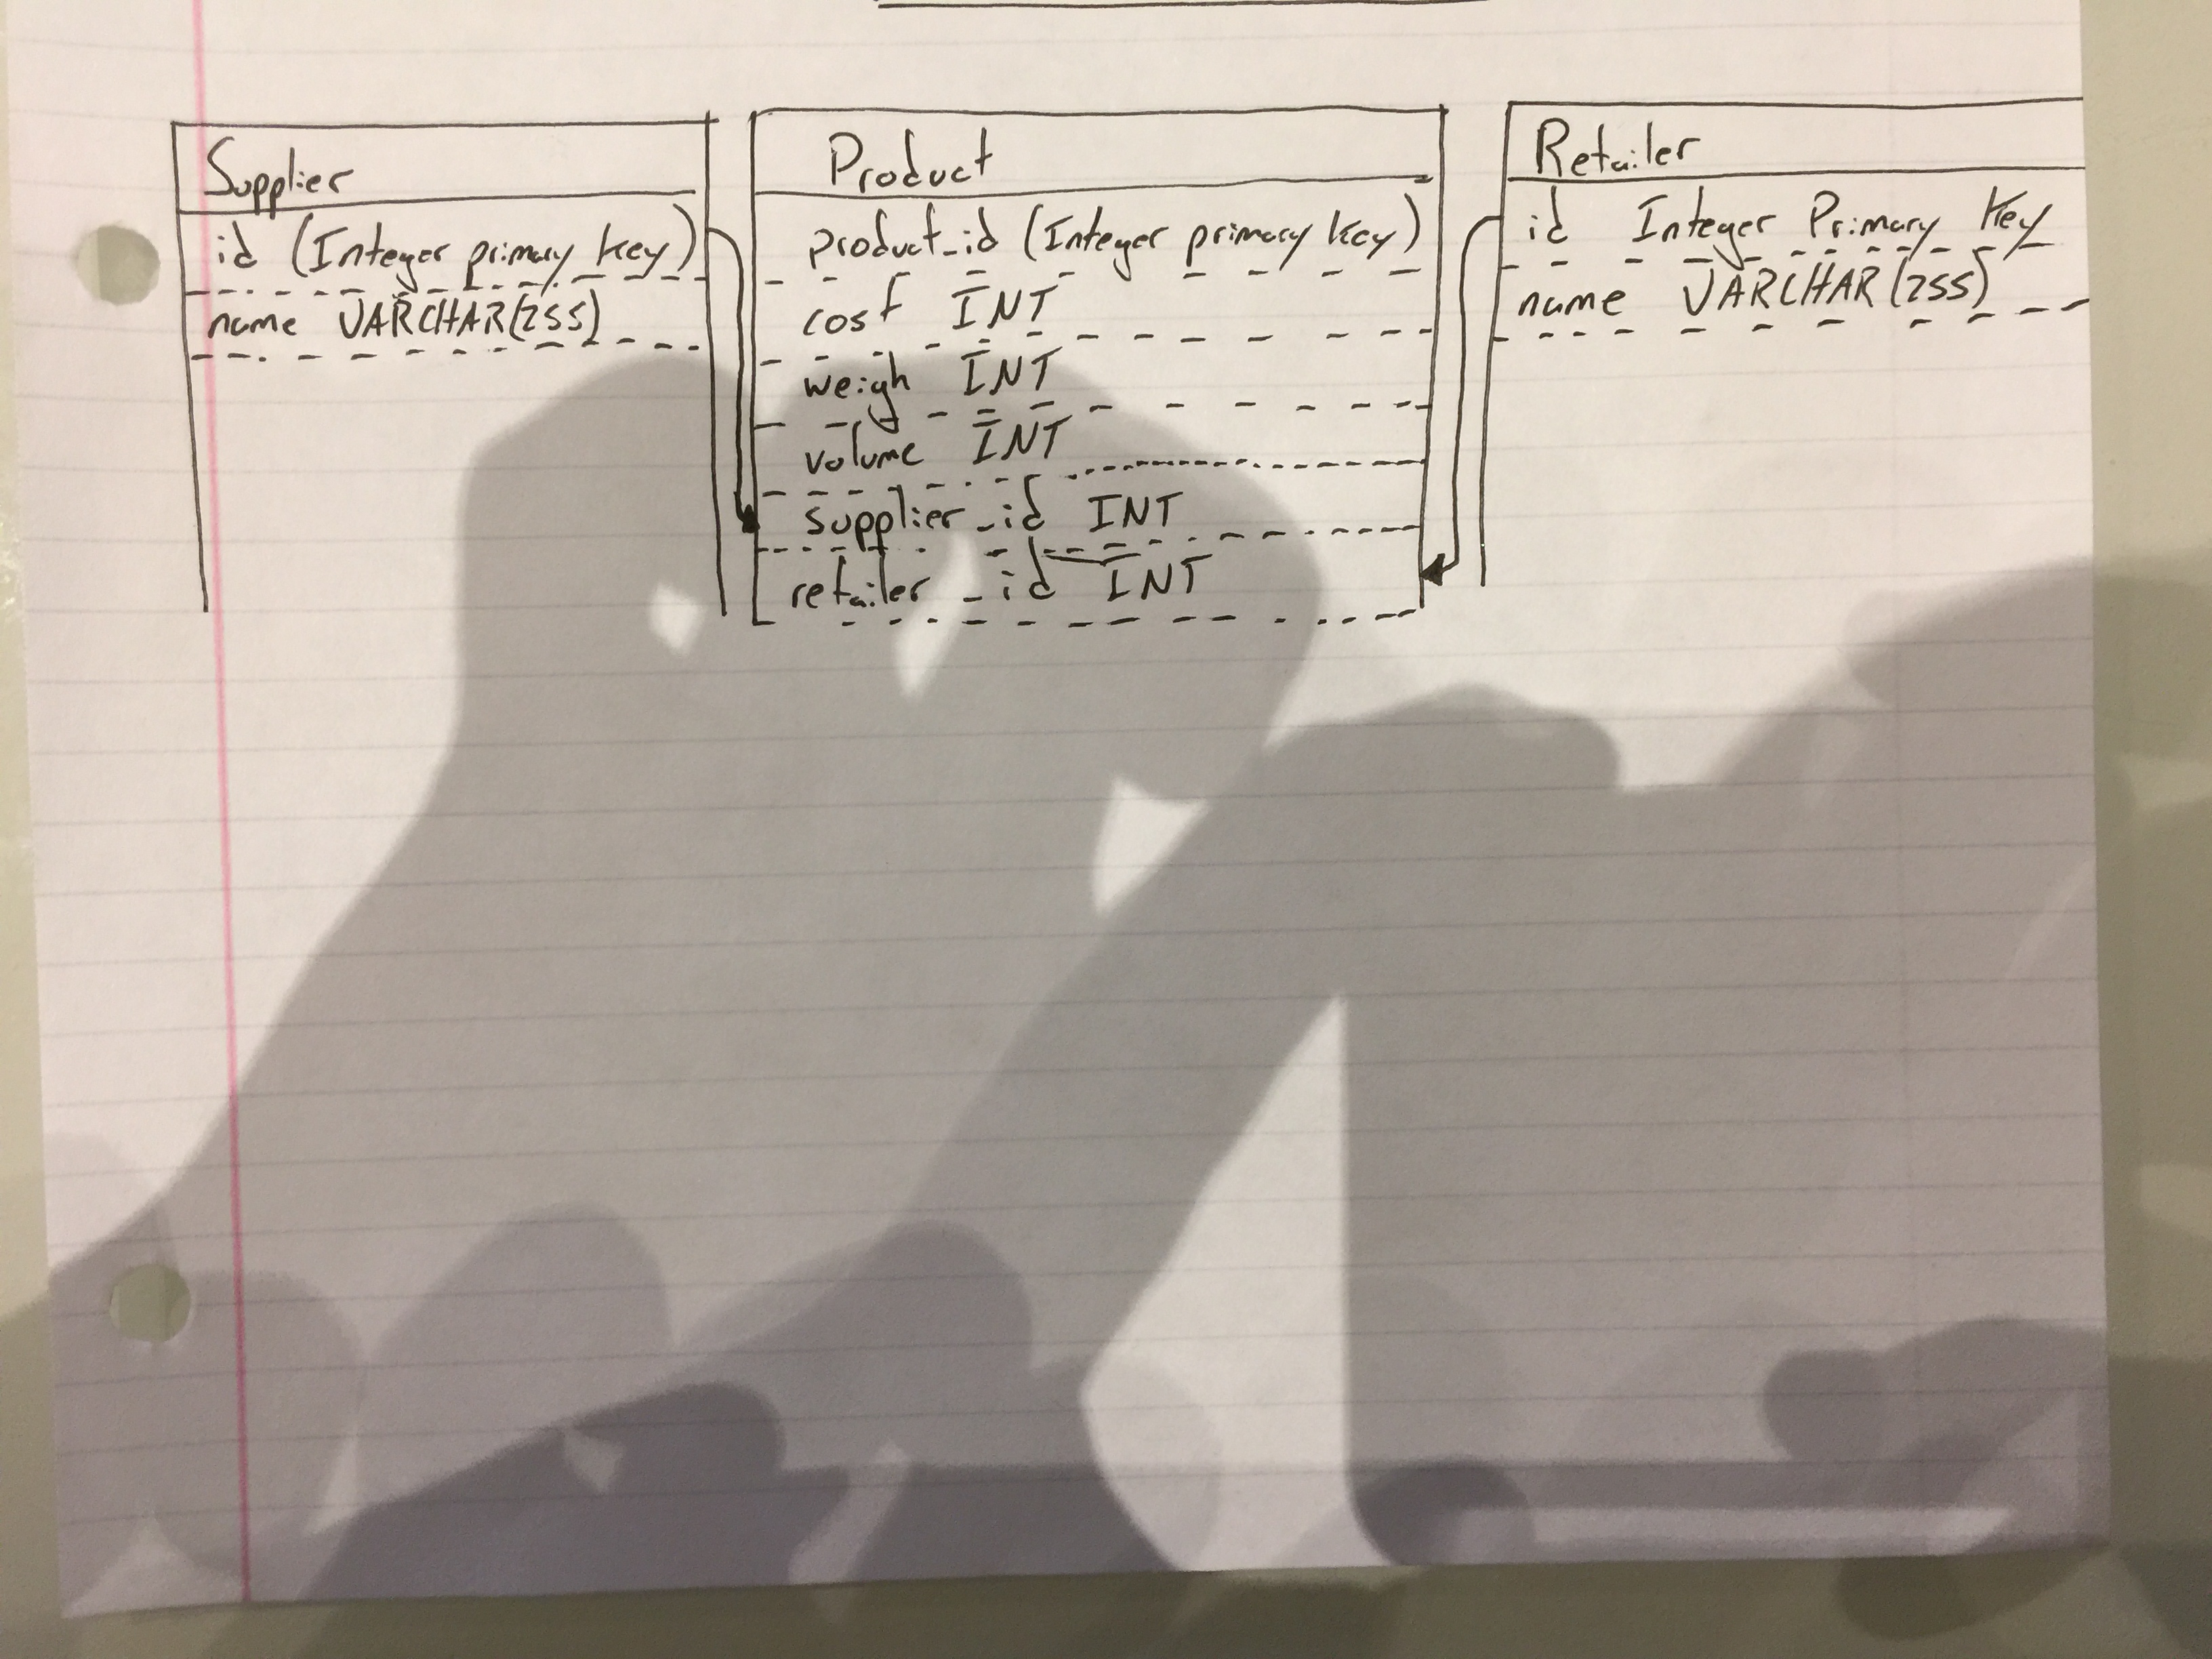 Supplier
id (Integer primary key)
name VARCHAR(255)
Product
product_id (Integer primary key)
cost INT
weigh INT
volume INT
supplier_id INT
retailer_id INT
Retailer
id Integer Primary Key
name VARCHAR(255)